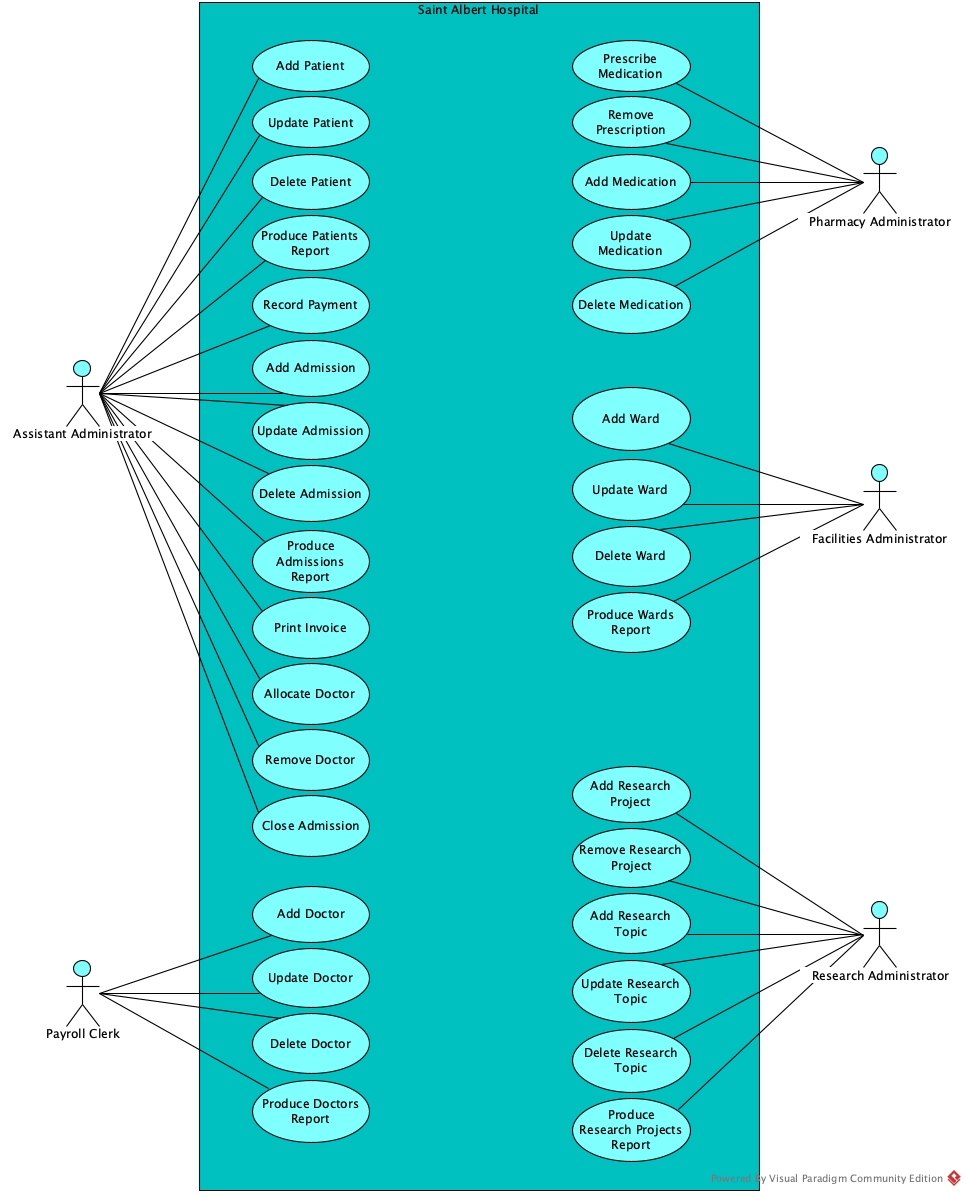 Saint Albert Hospital
Add Patient
Update Patient
Delete Patient
Produce Patients
Report
Record Payment
Add Admission
Update Admission
Delete Admission
Produce
Admissions
Report
Print Invoice
Allocate Doctor
Remove Doctor
Close Admission
Assistant Administrator
Add Doctor
Update Doctor
Delete Doctor
Produce Doctors
Report
Payroll Clerk
Prescribe
Medication
Remove
Prescription
Add Medication
Update
Medication
Delete Medication
Pharmacy Administrator
Add Ward
Update Ward
Delete Ward
Produce Wards
Report
Facilities Administrator
Add Research
Project
Remove Research
Project
Add Research
Topic
Update Research
Topic
Delete Research
Topic
Produce
Research Projects
Report
Research Administrator
Powered by Visual Paradigm Community Edition